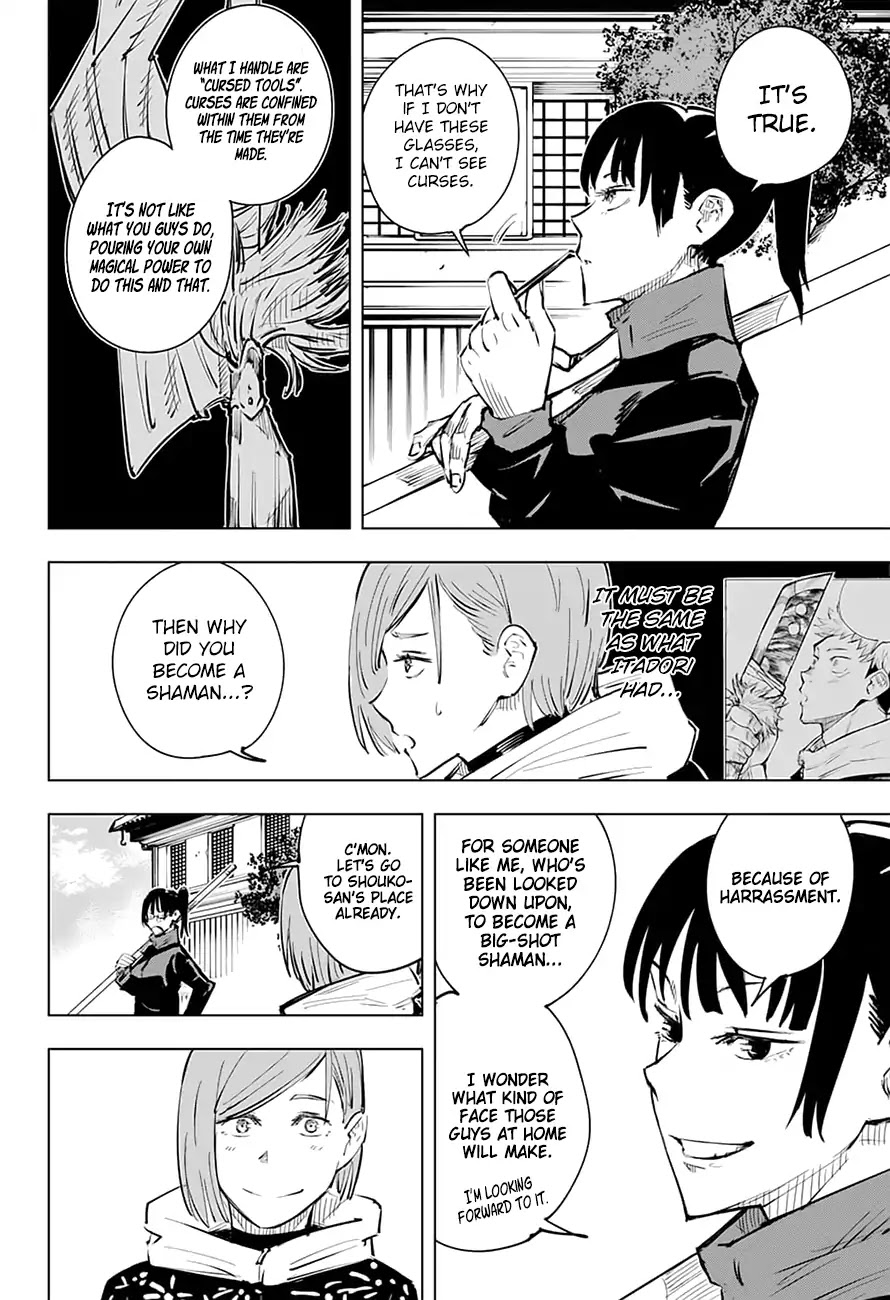 IT'S
TRUE.
THAT'S WHY
IF I DON'T
HAVE THESE
GLASSES,
I CAN'T SEE
CURSES.
WHAT I HANDLE ARE
"CURSED TOOLS".
CURSES ARE CONFINED
WITHIN THEM FROM
THE TIME THEY'RE
MADE.
IT'S NOT LIKE
WHAT YOU GUYS DO,
POURING YOUR OWN
MAGICAL POWER TO
DO THIS AND THAT.
IT MUST BE
THE SAME
AS WHAT
ITADORI
HAD...
THEN WHY
DID YOU
BECOME A
SHAMAN...?
BECAUSE OF
HARRASSMENT.
FOR SOMEONE
LIKE ME, WHO'S
BEEN LOOKED
DOWN UPON,
TO BECOME A
BIG-SHOT
SHAMAN...
I WONDER
WHAT KIND OF
FACE THOSE
GUYS AT HOME
WILL MAKE.
I'M LOOKING
FORWARD TO IT.
C'MON.
LET'S GO
TO SHOUKO-
SAN'S PLACE
ALREADY.